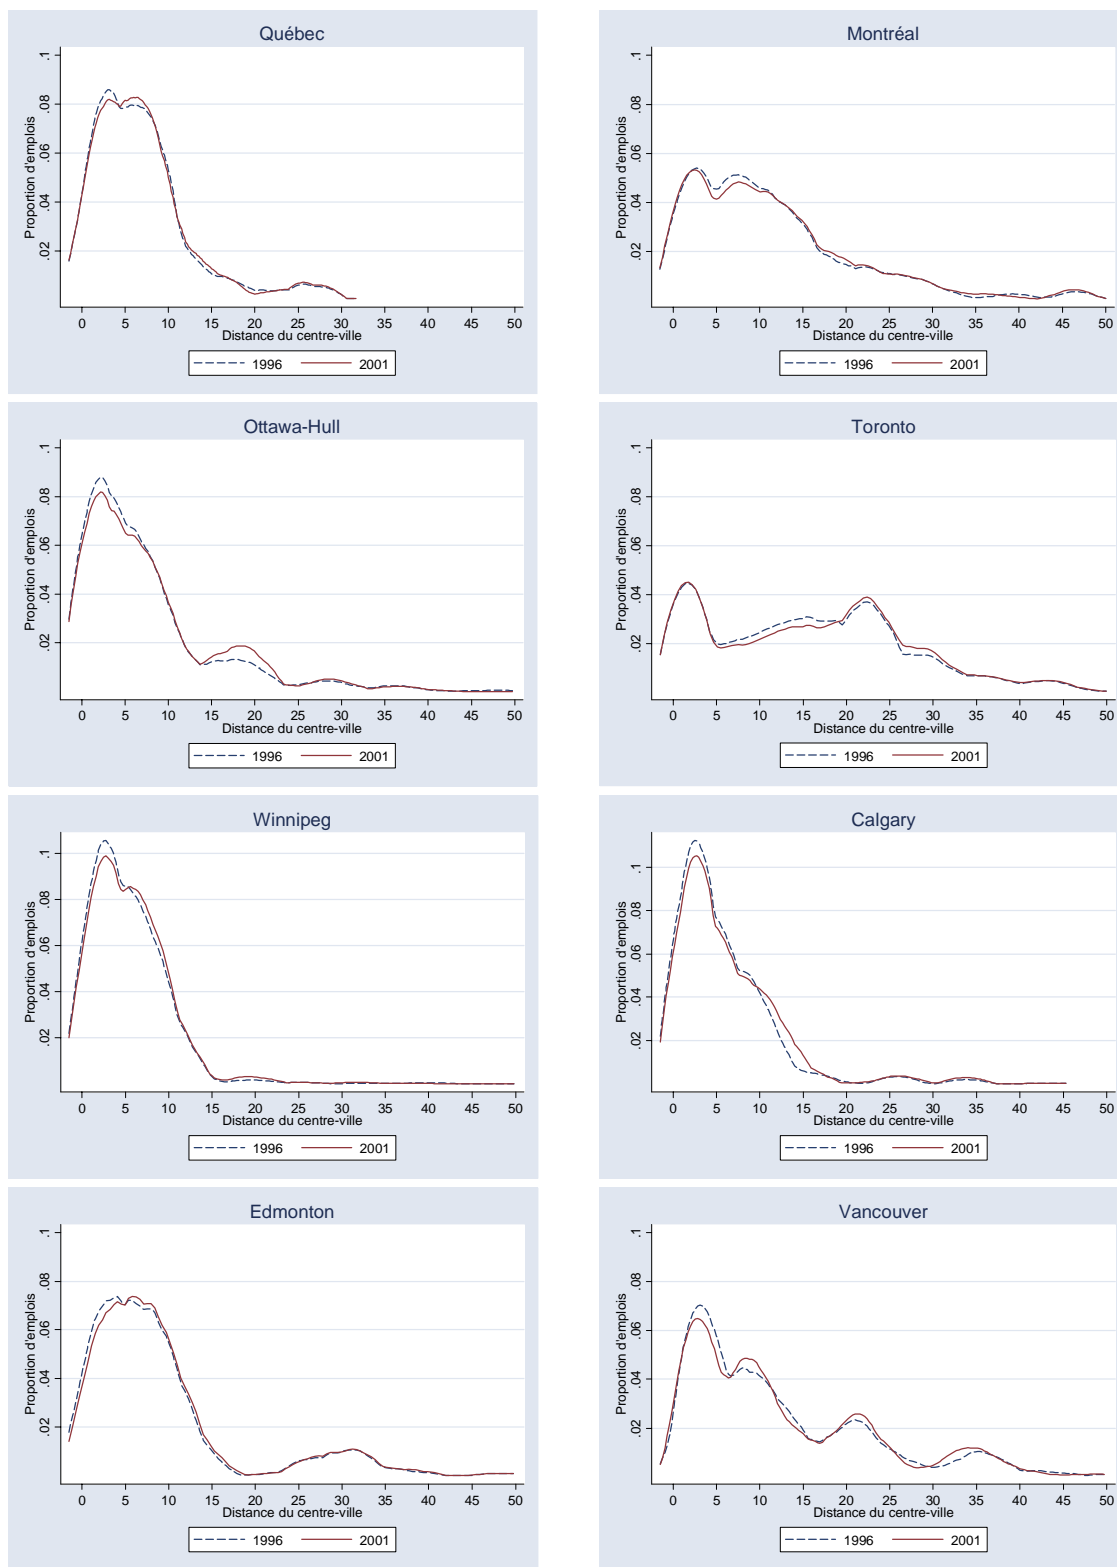 Québec
Proportion d'emplois
.02 .04 .06 .08 .1
0 5 10 15 20 25 30 35 40 45 50
Distance du centre-ville
1996 2001
Montréal
Proportion d'emplois
.02 .04 .06 .08 .1
0 5 10 15 20 25 30 35 40 45 50
Distance du centre-ville
1996 2001
Ottawa-Hull
Proportion d'emplois
.02 .04 .06 .08 .1
0 5 10 15 20 25 30 35 40 45 50
Distance du centre-ville
1996 2001
Toronto
Proportion d'emplois
.02 .04 .06 .08 .1
0 5 10 15 20 25 30 35 40 45 50
Distance du centre-ville
1996 2001
Winnipeg
Proportion d'emplois
.02 .04 .06 .08 .1
0 5 10 15 20 25 30 35 40 45 50
Distance du centre-ville
1996 2001
Calgary
Proportion d'emplois
.02 .04 .06 .08 .1
0 5 10 15 20 25 30 35 40 45 50
Distance du centre-ville
1996 2001
Edmonton
Proportion d'emplois
.02 .04 .06 .08 .1
0 5 10 15 20 25 30 35 40 45 50
Distance du centre-ville
1996 2001
Vancouver
Proportion d'emplois
.02 .04 .06 .08 .1
0 5 10 15 20 25 30 35 40 45 50
Distance du centre-ville
1996 2001